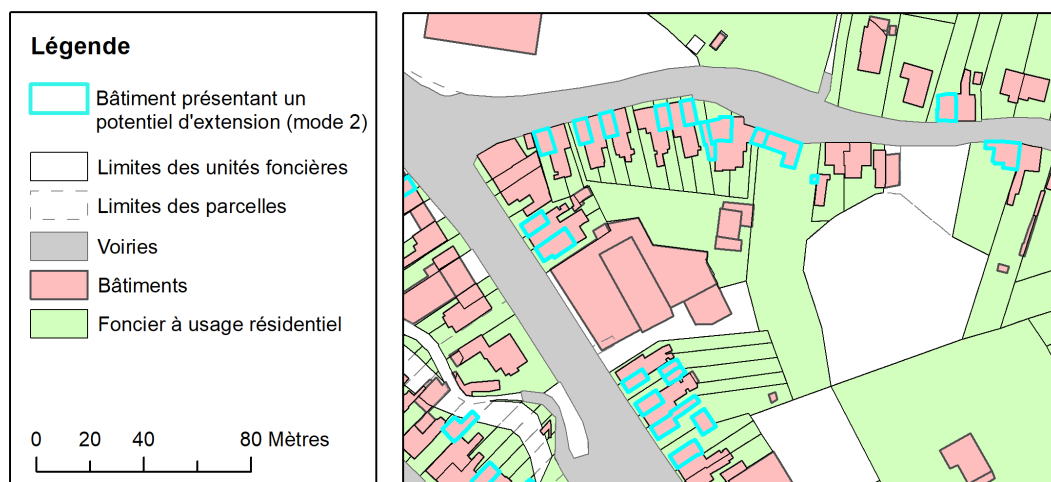 Légende
Bâtiment présentant un
potentiel d'extension (mode 2)
Limites des unités foncières
Limites des parcelles
Voiries
Bâtiments
Foncier à usage résidentiel
0 20 40 80 Mètres